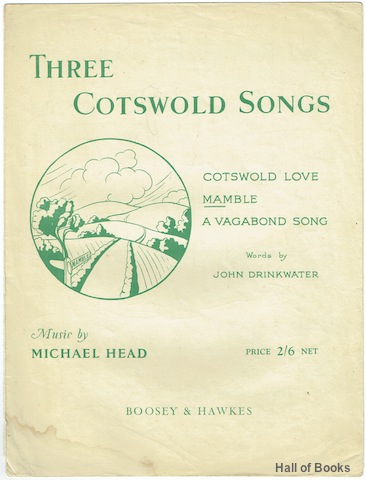 THREE
COTSWOLD SONGS
COTSWOLD LOVE
MAMBLE
A VAGABOND SONG
Words by
JOHN DRINKWATER
MAMBLE
Music by
MICHAEL HEAD
PRICE 2/6 NET
BOOSEY & HAWKES
Hall of Books